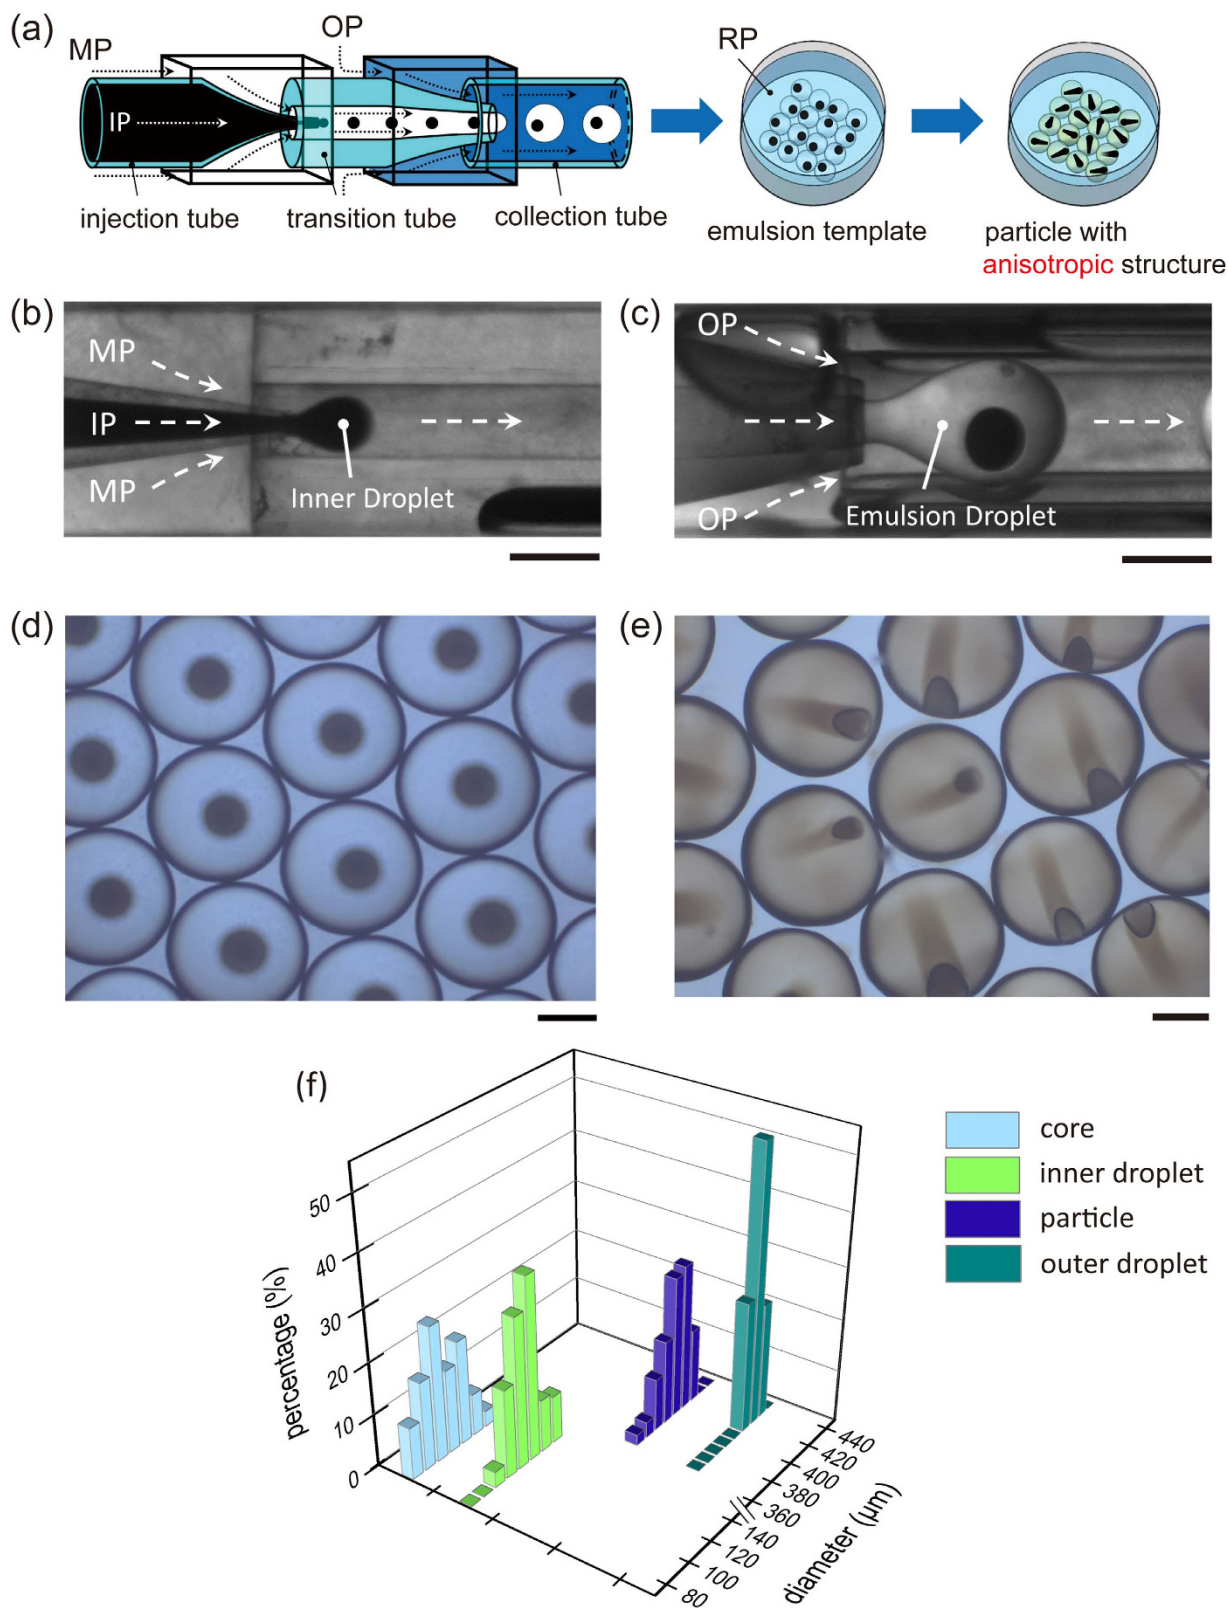 (a)
MP
OP
IP
RP
injection tube
transition tube
collection tube
emulsion template
particle with
anisotropic structure
(b)
MP
IP
MP
Inner Droplet
(c)
OP
OP
Emulsion Droplet
(d)
(e)
(f)
percentage (%)
50
40
30
20
10
0
440
420
400
380
360
140
120
100
80
diameter (μm)
core
inner droplet
particle
outer droplet